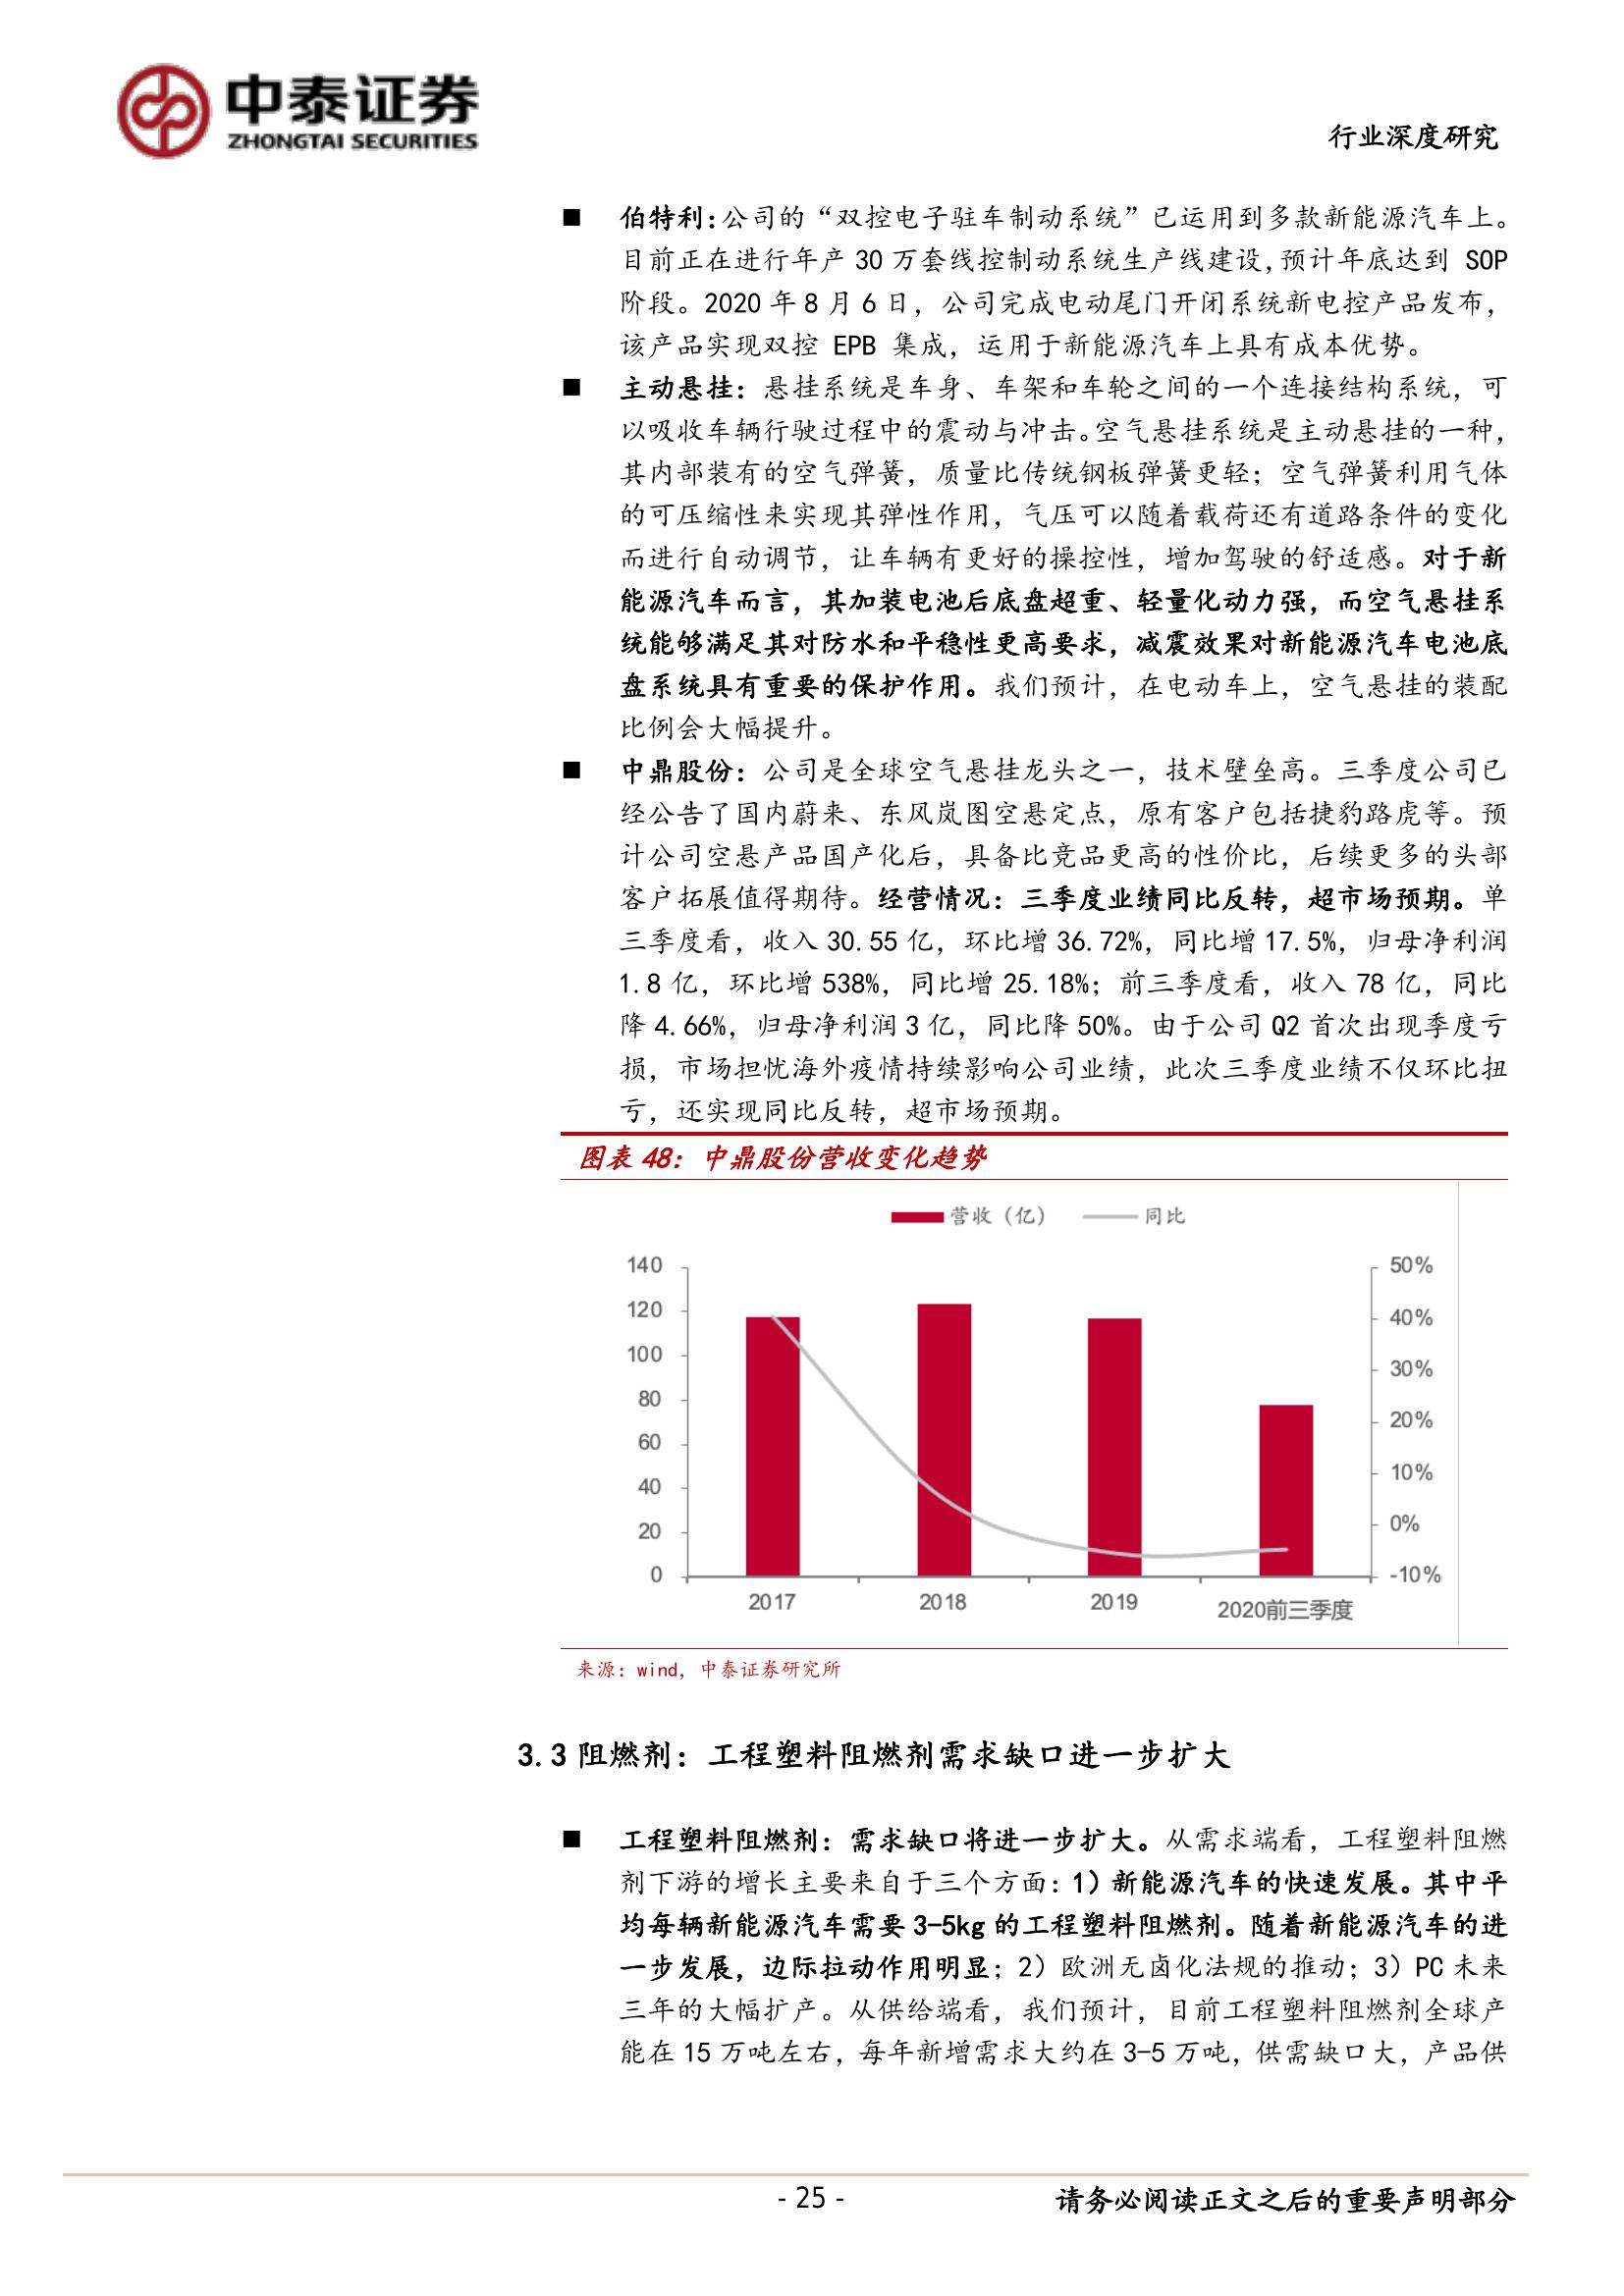 中泰证券
ZHONGTAI SECURITIES
行业深度研究
■ 伯特利：公司的“双控电子驻车制动系统”已运用到多款新能源汽车上。
目前正在进行年产 30 万套线控制动系统生产线建设，预计年底达到 SOP
阶段。2020 年 8 月 6 日，公司完成电动尾门开闭系统新电控产品发布，
该产品实现双控 EPB 集成，运用于新能源汽车上具有成本优势。
■ 主动悬挂：悬挂系统是车身、车架和车轮之间的一个连接结构系统，可
以吸收车辆行驶过程中的震动与冲击。空气悬挂系统是主动悬挂的一种，
其内部装有的空气弹簧，质量比传统钢板弹簧更轻；空气弹簧利用气体
的可压缩性来实现其弹性作用，气压可以随着载荷还有道路条件的变化
而进行自动调节，让车辆有更好的操控性，增加驾驶的舒适感。对于新
能源汽车而言，其加装电池后底盘超重、轻量化动力强，而空气悬挂系
统能够满足其对防水和平稳性更高要求，减震效果对新能源汽车电池底
盘系统具有重要的保护作用。我们预计，在电动车上，空气悬挂的装配
比例会大幅提升。
■ 中鼎股份：公司是全球空气悬挂龙头之一，技术壁垒高。三季度公司已
经公告了国内蔚来、东风岚图空悬定点，原有客户包括捷豹路虎等。预
计公司空悬产品国产化后，具备比竞品更高的性价比，后续更多的头部
客户拓展值得期待。经营情况：三季度业绩同比反转，超市场预期。单
三季度看，收入 30.55 亿，环比增 36.72%，同比增 17.5%，归母净利润
1.8 亿，环比增 538%，同比增 25.18%；前三季度看，收入 78 亿，同比
降 4.66%，归母净利润 3 亿，同比降 50%。由于公司 Q2 首次出现季度亏
损，市场担忧海外疫情持续影响公司业绩，此次三季度业绩不仅环比扭
亏，还实现同比反转，超市场预期。
图表 48：中鼎股份营收变化趋势
营收（亿） 同比
140 50%
120 40%
100 30%
80 20%
60 10%
40 0%
20 -10%
0
2017 2018 2019 2020前三季度
来源：wind，中泰证券研究所
3.3 阻燃剂：工程塑料阻燃剂需求缺口进一步扩大
■ 工程塑料阻燃剂：需求缺口将进一步扩大。从需求端看，工程塑料阻燃
剂下游的增长主要来自于三个方面：1）新能源汽车的快速发展。其中平
均每辆新能源汽车需要 3-5kg 的工程塑料阻燃剂。随着新能源汽车的进
一步发展，边际拉动作用明显；2）欧洲无卤化法规的推动；3）PC 未来
三年的大幅扩产。从供给端看，我们预计，目前工程塑料阻燃剂全球产
能在 15 万吨左右，每年新增需求大约在 3-5 万吨，供需缺口大，产品供
- 25 -
请务必阅读正文之后的重要声明部分